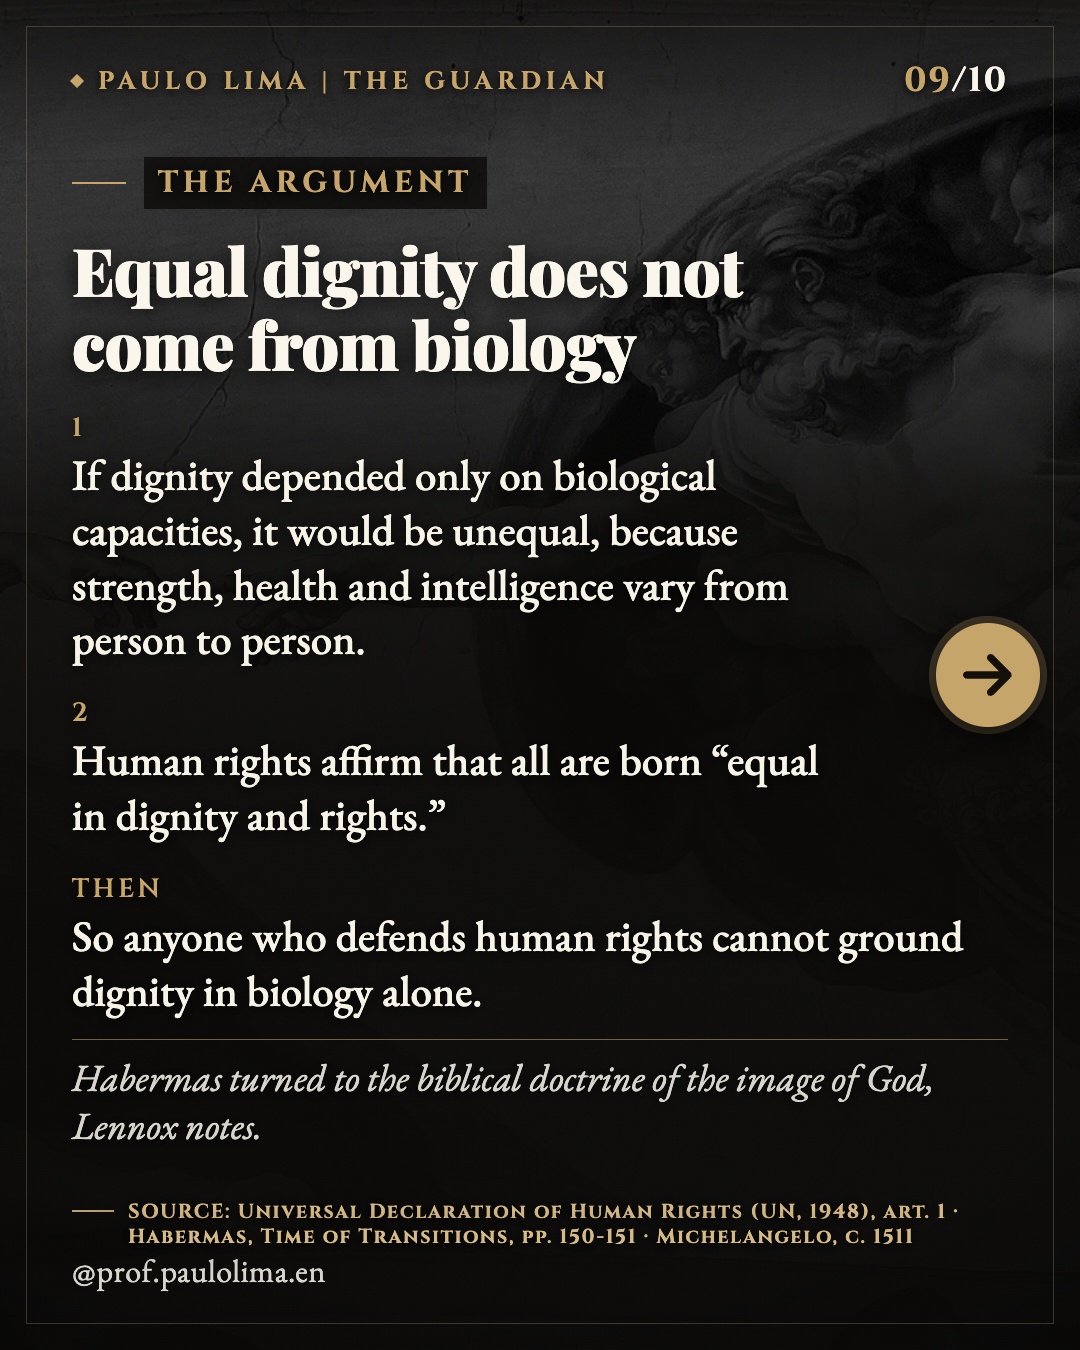 ◆ PAULO LIMA | THE GUARDIAN
09/10
THE ARGUMENT
Equal dignity does not
come from biology
1
If dignity depended only on biological
capacities, it would be unequal, because
strength, health and intelligence vary from
person to person.
2
Human rights affirm that all are born “equal
in dignity and rights.”
THEN
So anyone who defends human rights cannot ground
dignity in biology alone.
Habermas turned to the biblical doctrine of the image of God,
Lennox notes.
SOURCE: Universal Declaration of Human Rights (UN, 1948), art. 1 ·
Habermas, Time of Transitions, pp. 150-151 · Michelangelo, c. 1511
@prof.paulolima.en